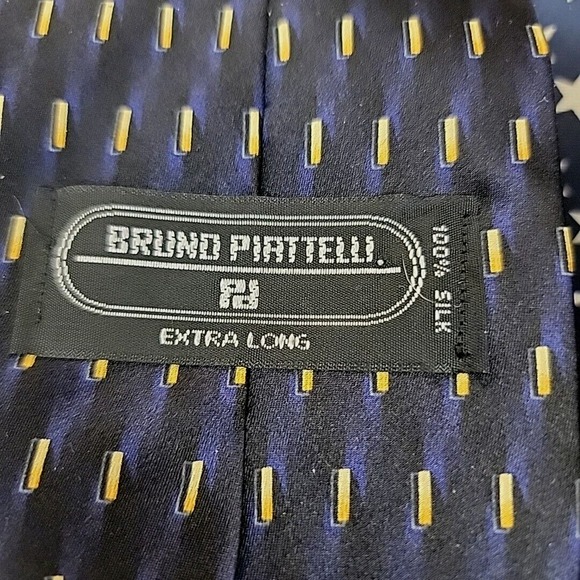 BRUNO PIATTELLI.
EXTRA LONG
100% SILK